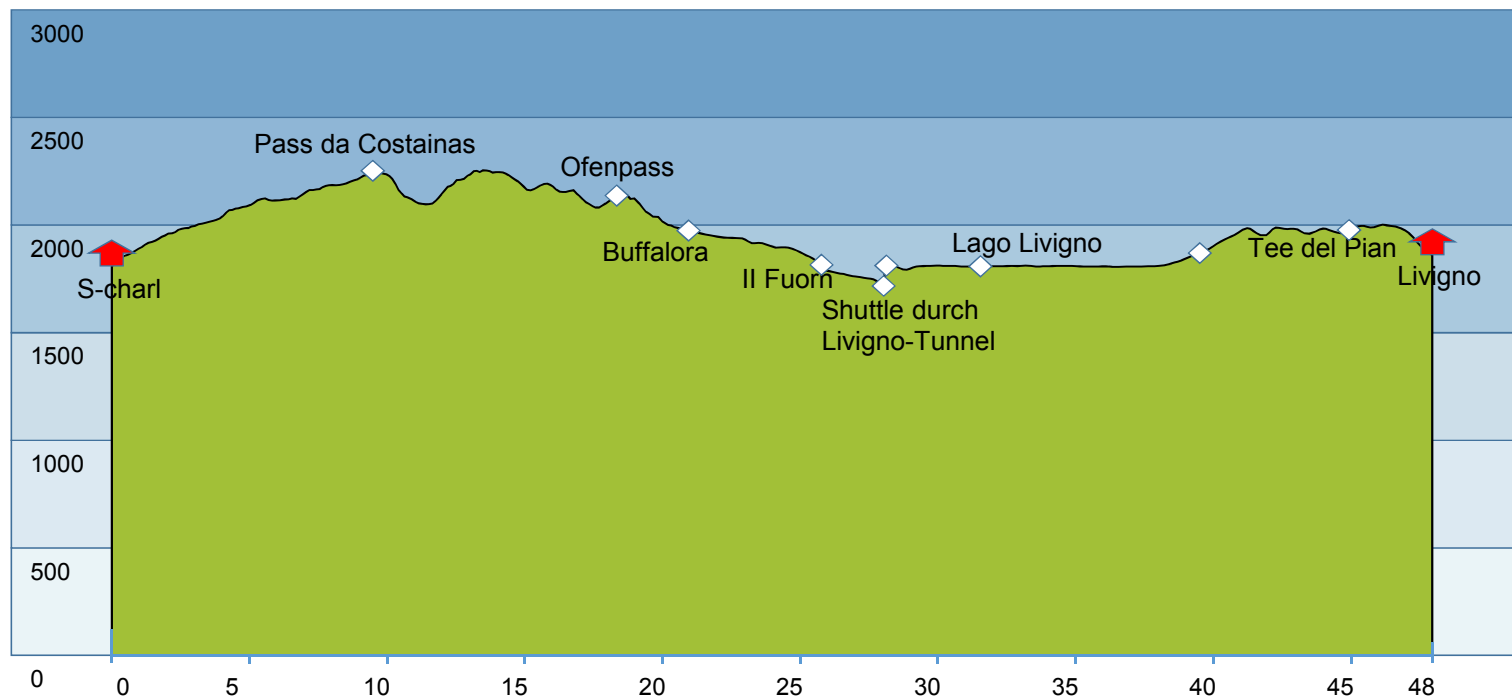 3000
2500
Pass da Costainas
Ofenpass
2000
Lago Livigno
Buffalora
Tee del Pian
S-charl
Il Fuorn
Livigno
Shuttle durch
Livigno-Tunnel
1500
1000
500
0
0 5 10 15 20 25 30 35 40 45 48